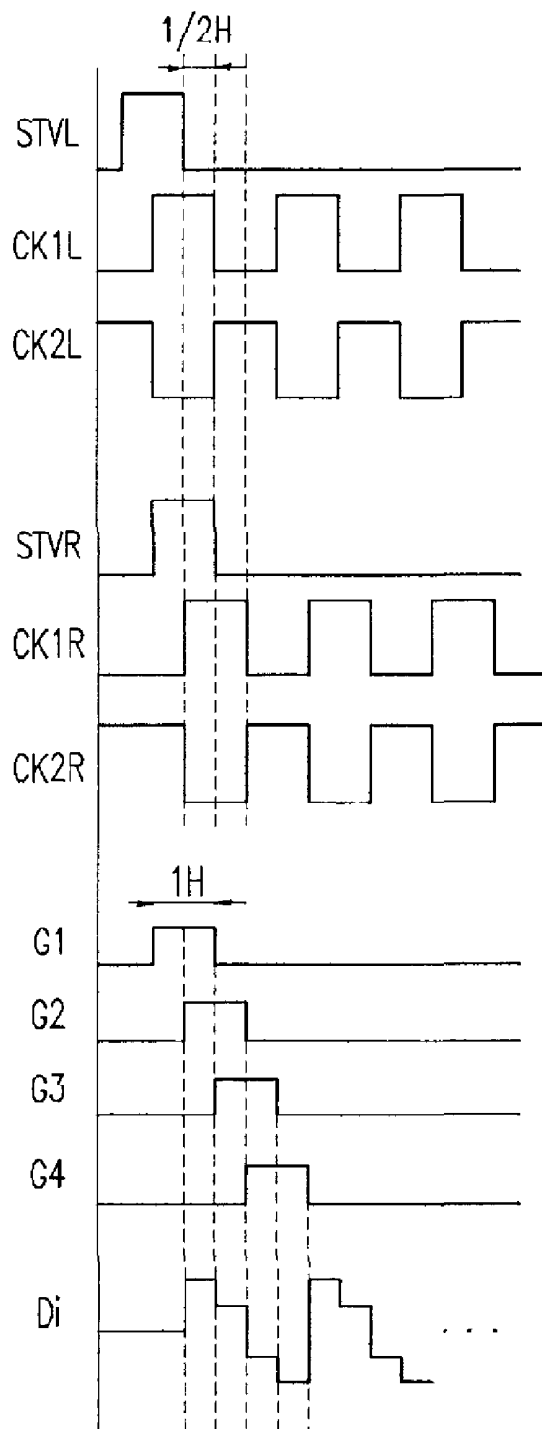 1/2H
STVL
CK1L
CK2L
STVR
CK1R
CK2R
1H
G1
G2
G3
G4
Di
. . .